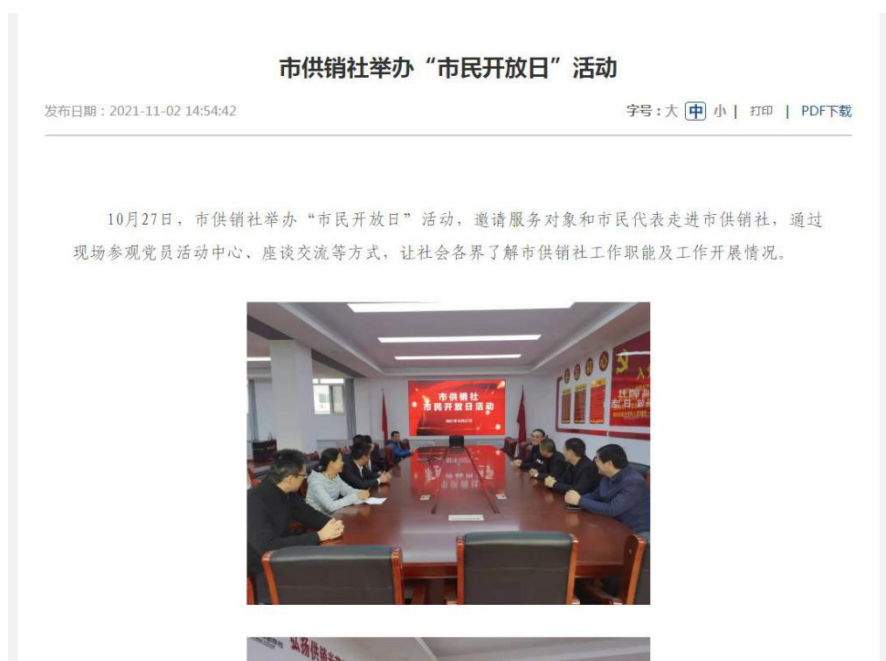 市供销社举办“市民开放日”活动
发布日期：2021-11-02 14:54:42
字号：大 中 小 | 打印 | PDF下载
10月27日，市供销社举办“市民开放日”活动，邀请服务对象和市民代表走进市供销社，通过
现场参观党员活动中心、座谈交流等方式，让社会各界了解市供销社工作职能及工作开展情况。
市供销社
市民开放日活动
入
弘扬供销